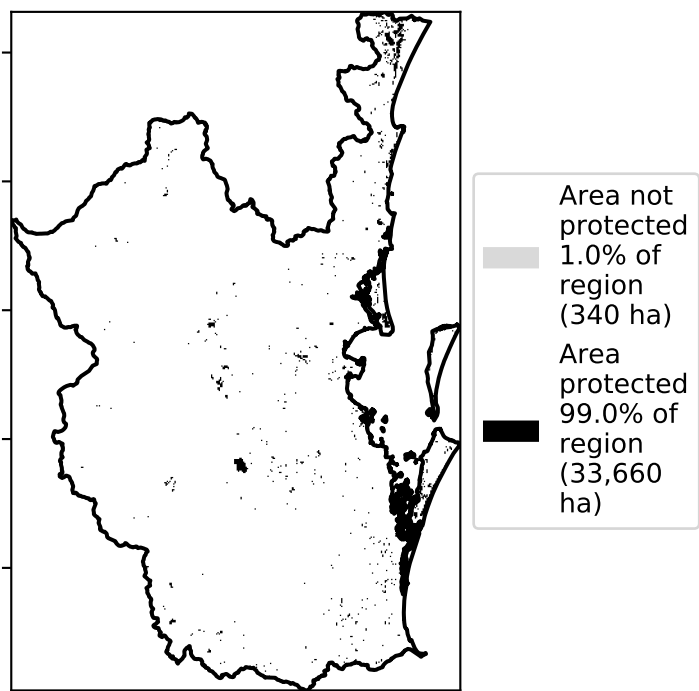 Area not
protected
1.0% of
region
(340 ha)
Area
protected
99.0% of
region
(33,660
ha)